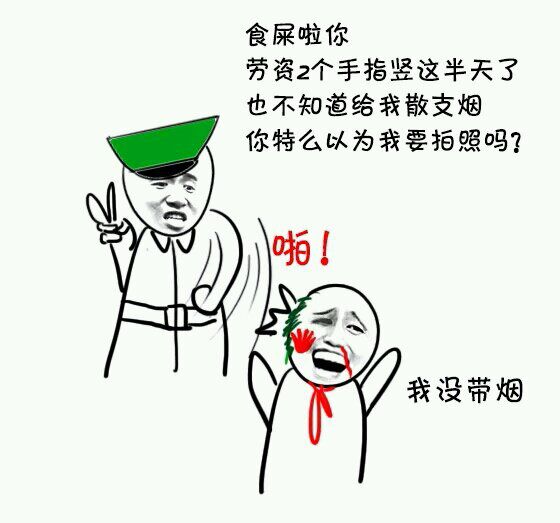 食屎啦你
劳资2个手指竖这半天了
也不知道给我散支烟
你特么以为我要拍照吗?
啪!
我没带烟